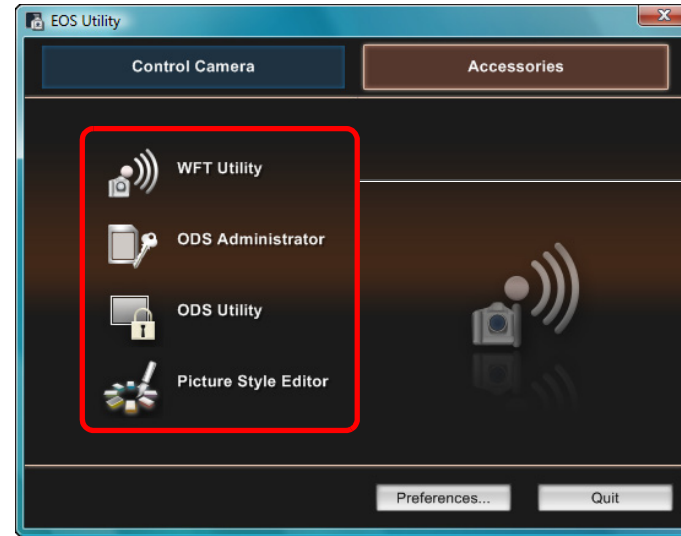 EOS Utility
Control Camera
Accessories
WFT Utility
ODS Administrator
ODS Utility
Picture Style Editor
Preferences...
Quit